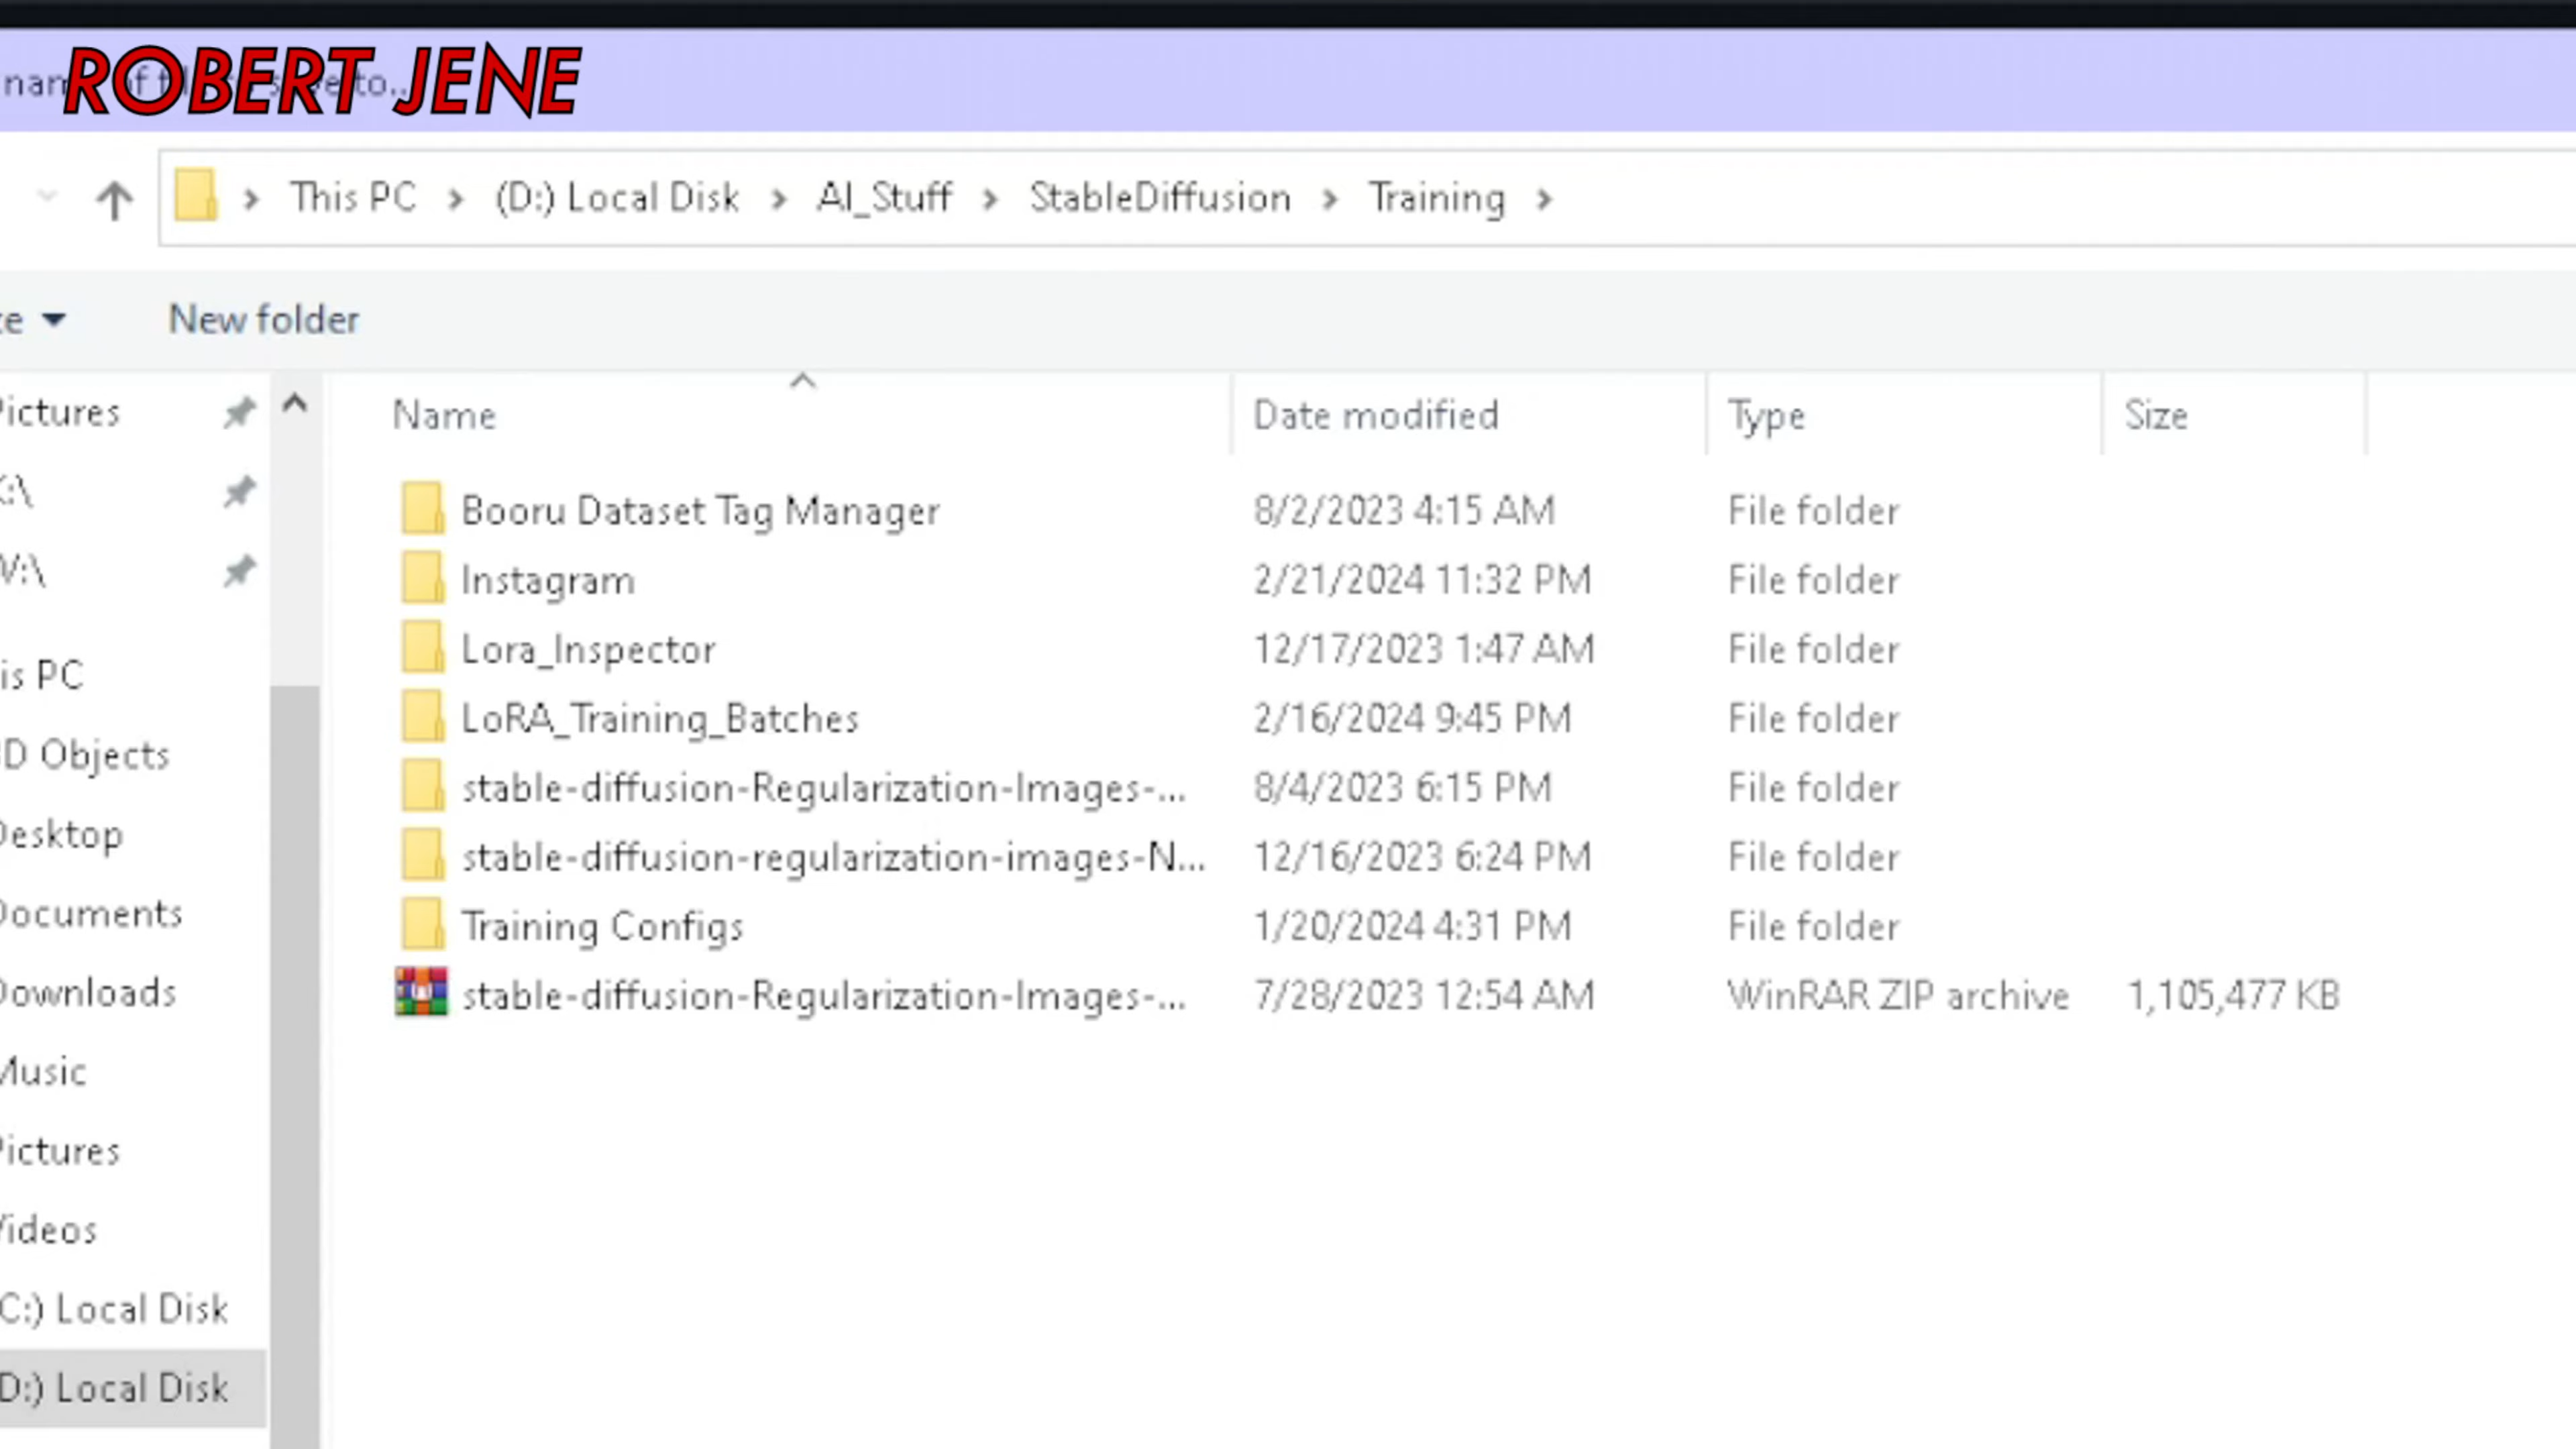 ROBERT JENE
This PC > (D:) Local Disk > AI_Stuff > StableDiffusion > Training >
New folder
Name Date modified Type Size
Booru Dataset Tag Manager 8/2/2023 4:15 AM File folder
Instagram 2/21/2024 11:32 PM File folder
Lora_Inspector 12/17/2023 1:47 AM File folder
LoRA_Training_Batches 2/16/2024 9:45 PM File folder
stable-diffusion-Regularization-Images-... 8/4/2023 6:15 PM File folder
stable-diffusion-regularization-images-N... 12/16/2023 6:24 PM File folder
Training Configs 1/20/2024 4:31 PM File folder
stable-diffusion-Regularization-Images-... 7/28/2023 12:54 AM WinRAR ZIP archive 1,105,477 KB
Pictures
:\
:\
is PC
D Objects
Desktop
Documents
Downloads
Music
Pictures
Videos
C:) Local Disk
D:) Local Disk